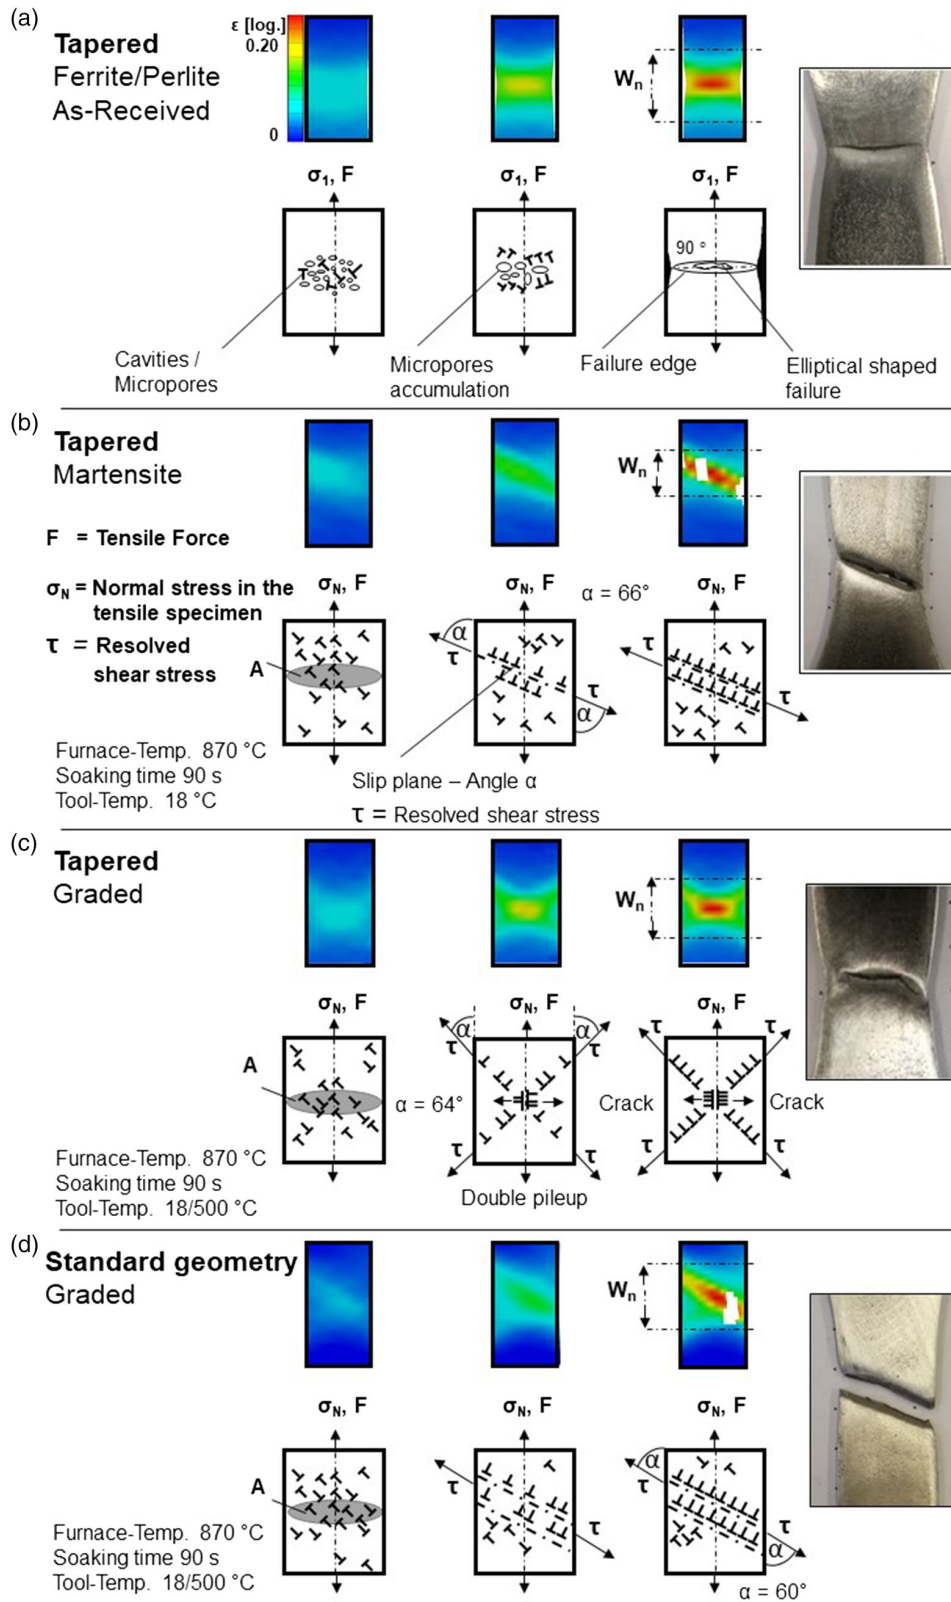 (a)
Tapered
Ferrite/Perlite
As-Received
ε [log.]
0.20
0
Wn
σ1, F
σ1, F
σ1, F
90 °
Cavities /
Micropores
Micropores
accumulation
Failure edge
Elliptical shaped
failure
(b)
Tapered
Martensite
Wn
F = Tensile Force
σN = Normal stress in the
tensile specimen
τ = Resolved
shear stress
σN, F
σN, F
σN, F
α = 66°
A
α
τ
τ
α
τ
τ
Furnace-Temp. 870 °C
Soaking time 90 s
Tool-Temp. 18 °C
Slip plane – Angle α
τ = Resolved shear stress
(c)
Tapered
Graded
Wn
σN, F
σN, F
σN, F
A
α
α
τ
τ
τ
τ
α = 64°
Crack
Crack
τ
τ
τ
τ
Double pileup
Furnace-Temp. 870 °C
Soaking time 90 s
Tool-Temp. 18/500 °C
(d)
Standard geometry
Graded
Wn
σN, F
σN, F
σN, F
A
τ
τ
α
τ
τ
α
α = 60°
Furnace-Temp. 870 °C
Soaking time 90 s
Tool-Temp. 18/500 °C